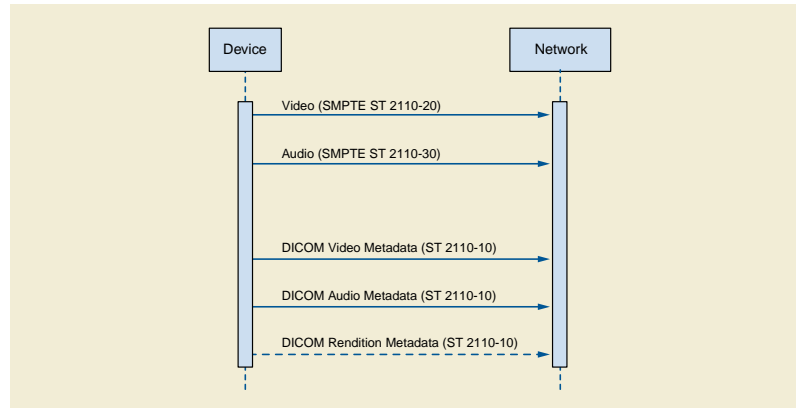 Device
Network
Video (SMPTE ST 2110-20)
Audio (SMPTE ST 2110-30)
DICOM Video Metadata (ST 2110-10)
DICOM Audio Metadata (ST 2110-10)
DICOM Rendition Metadata (ST 2110-10)